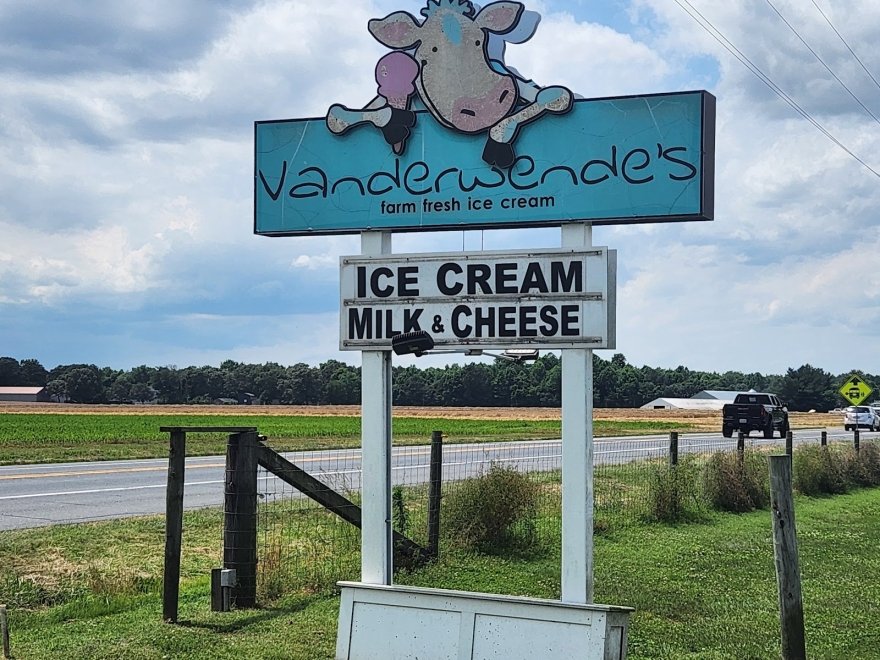 Vanderwende's
farm fresh ice cream
ICE CREAM
MILK & CHEESE